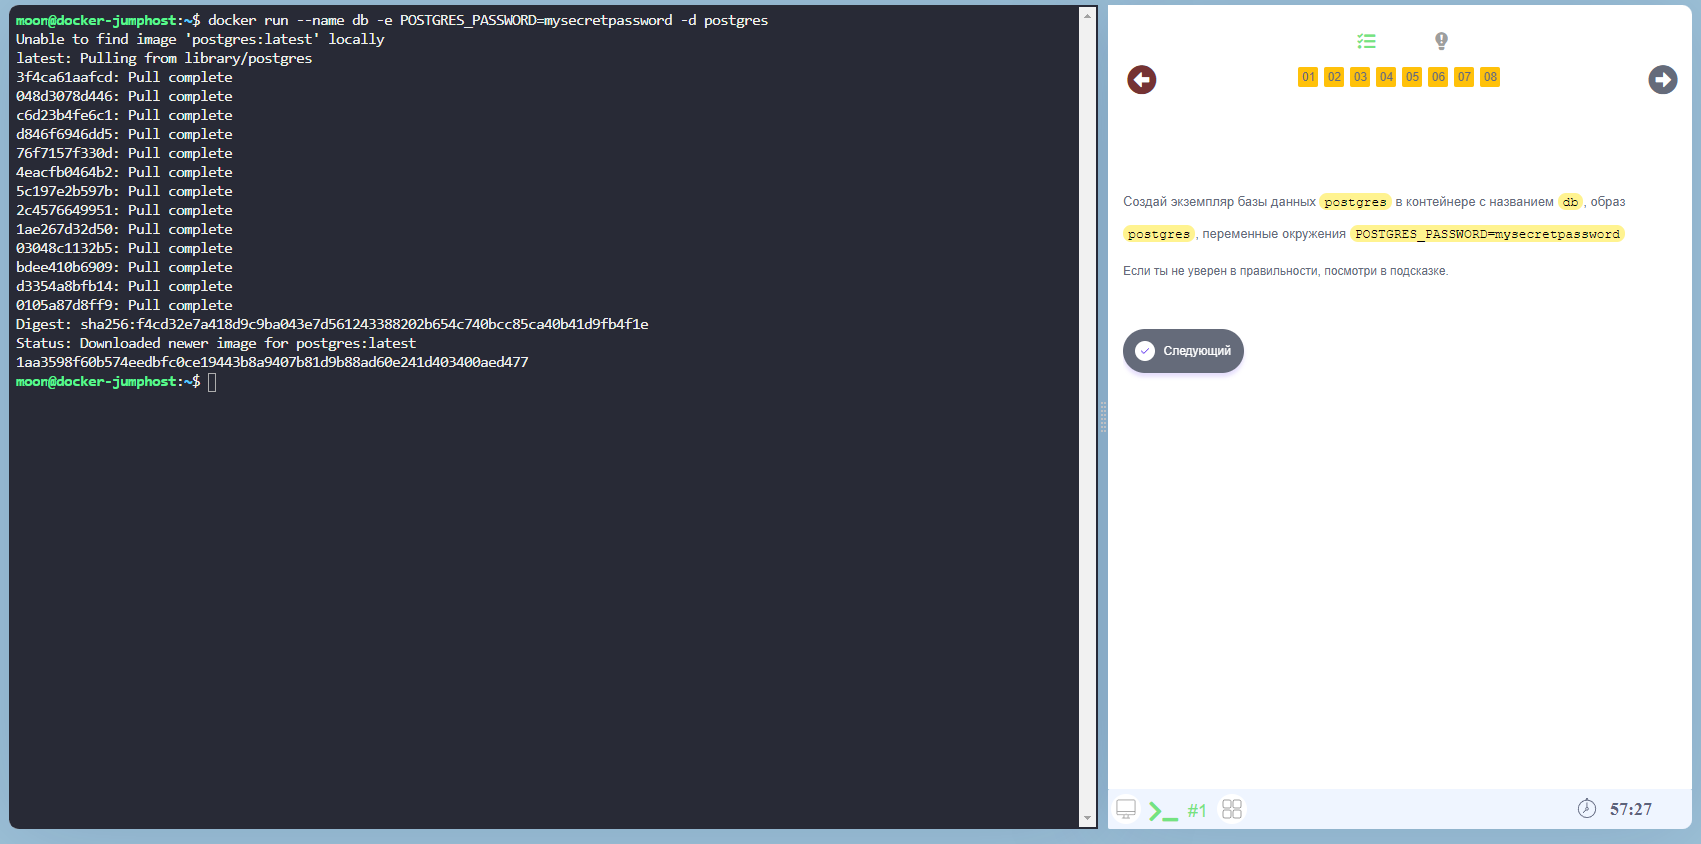 moon@docker-jumphost:~$ docker run --name db -e POSTGRES_PASSWORD=mysecretpassword -d postgres
Unable to find image 'postgres:latest' locally
latest: Pulling from library/postgres
3f4ca61aafcd: Pull complete
048d3078d446: Pull complete
c6d23b4fe6c1: Pull complete
d846f6946dd5: Pull complete
76f7157f330d: Pull complete
4eacfb0464b2: Pull complete
5c197e2b597b: Pull complete
2c4576649951: Pull complete
1ae267d32d50: Pull complete
03048c1132b5: Pull complete
bdee410b6909: Pull complete
d3354a8bfb14: Pull complete
0105a87d8ff9: Pull complete
Digest: sha256:f4cd32e7a418d9c9ba043e7d561243388202b654c740bcc85ca40b41d9fb4f1e
Status: Downloaded newer image for postgres:latest
1aa3598f60b574eedbfc0ce19443b8a9407b81d9b88ad60e241d403400aed477
moon@docker-jumphost:~$
01 02 03 04 05 06 07 08
Создай экземпляр базы данных postgres в контейнере с названием db, образ
postgres, переменные окружения POSTGRES_PASSWORD=mysecretpassword
Если ты не уверен в правильности, посмотри в подсказке.
Следующий
#1
57:27